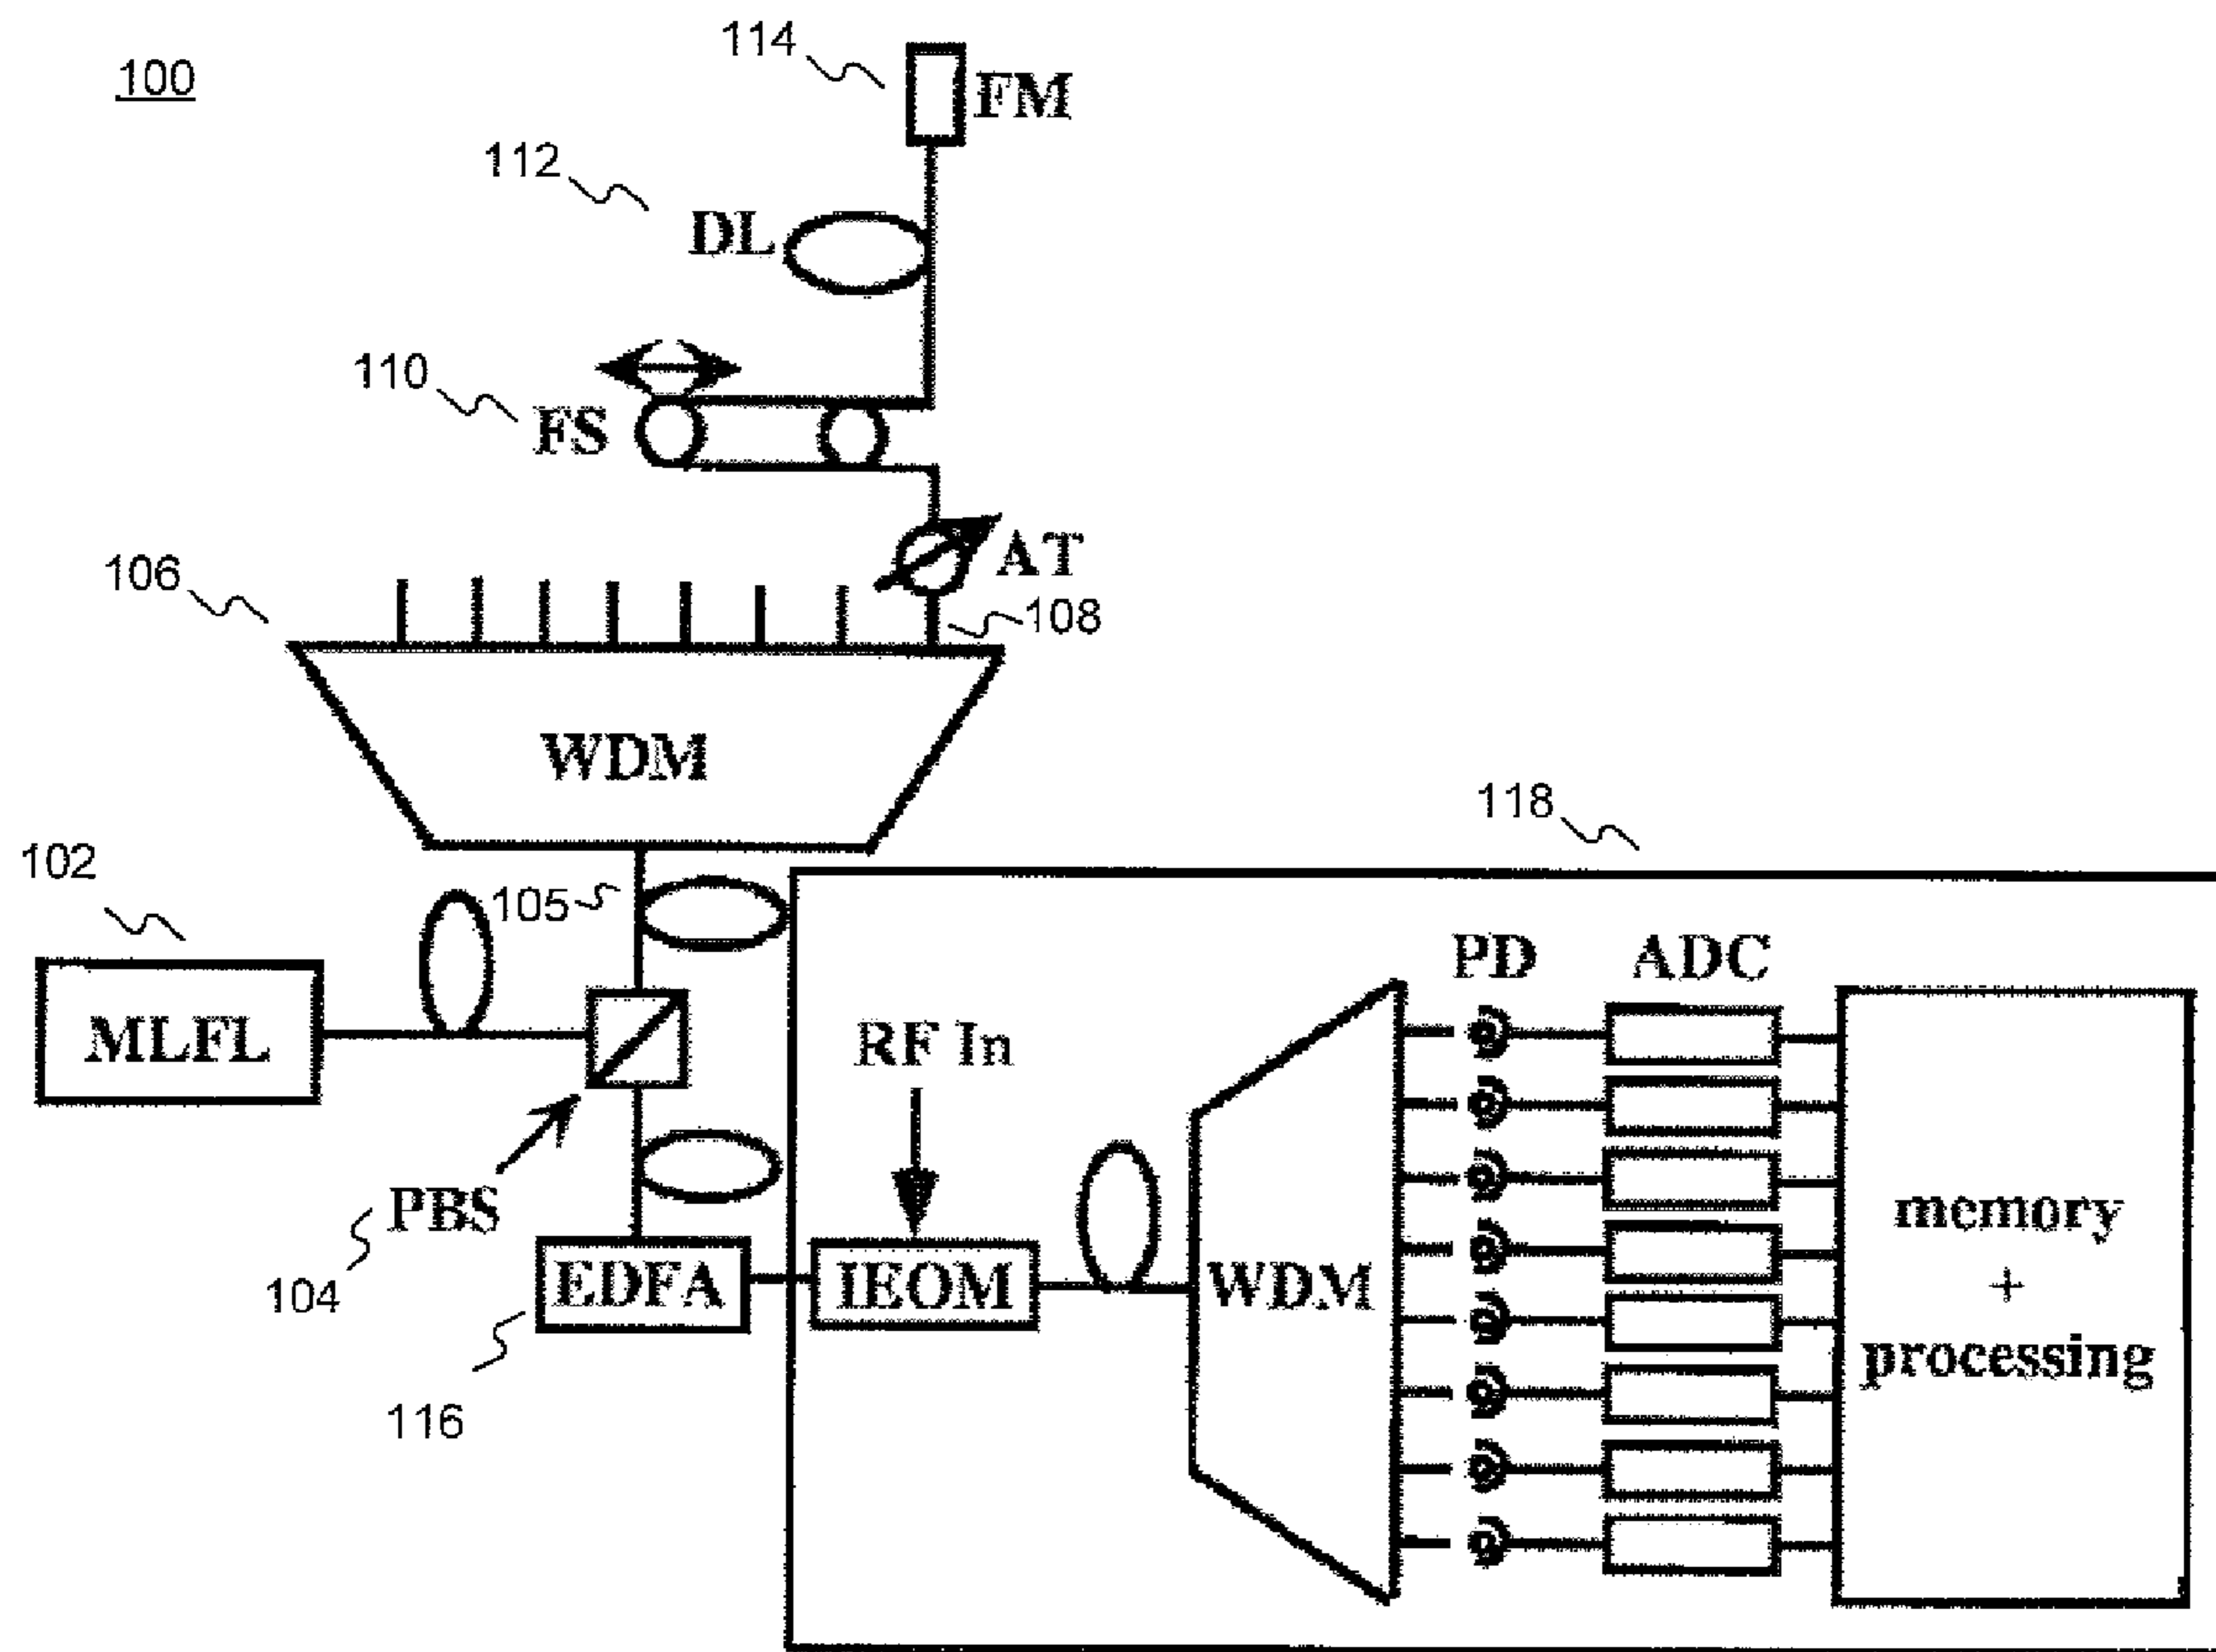 100
114
FM
112
DL
110
FS
AT
106
108
WDM
118
102
105
PD ADC
MLFL
RF In
PBS
104
EDFA
IEOM
WDM
memory
+
processing
116